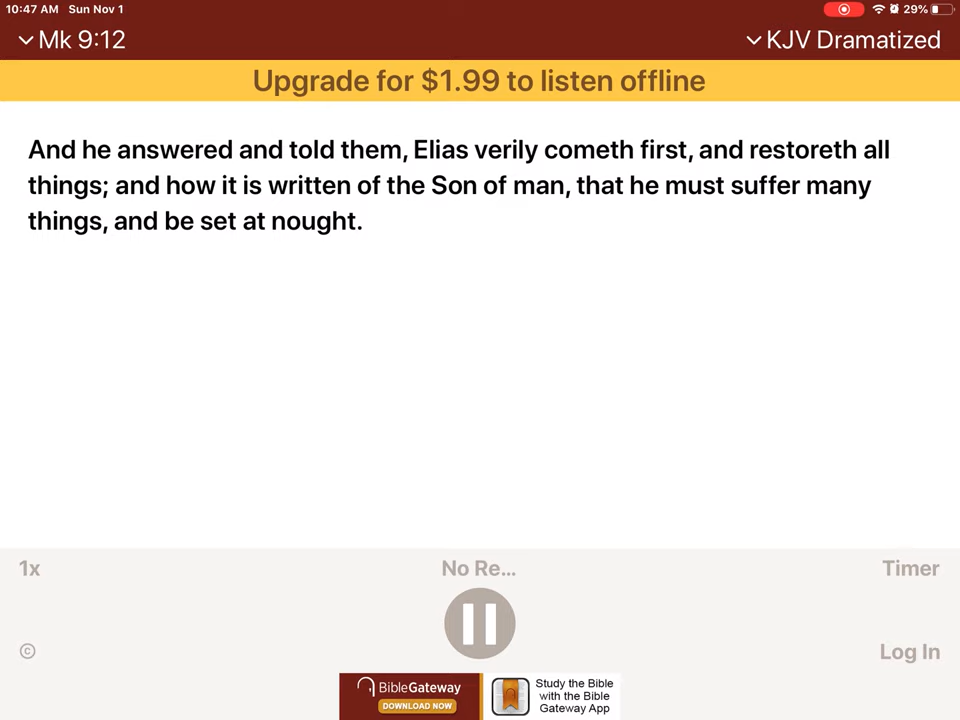 10:47 AM Sun Nov 1
29%
Mk 9:12
KJV Dramatized
Upgrade for $1.99 to listen offline
And he answered and told them, Elias verily cometh first, and restoreth all
things; and how it is written of the Son of man, that he must suffer many
things, and be set at nought.
1x
No Re...
Timer
©
Log In
BibleGateway
DOWNLOAD NOW
Study the Bible
with the Bible
Gateway App